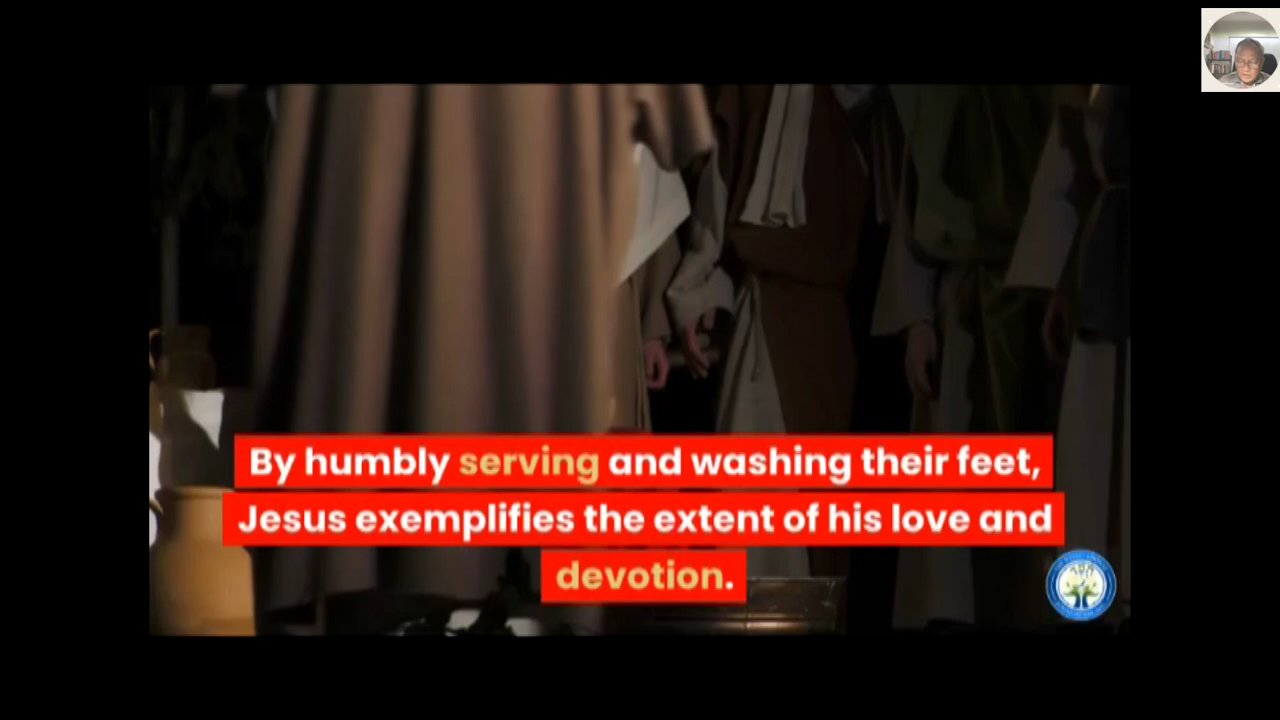 By humbly serving and washing their feet,
Jesus exemplifies the extent of his love and
devotion.